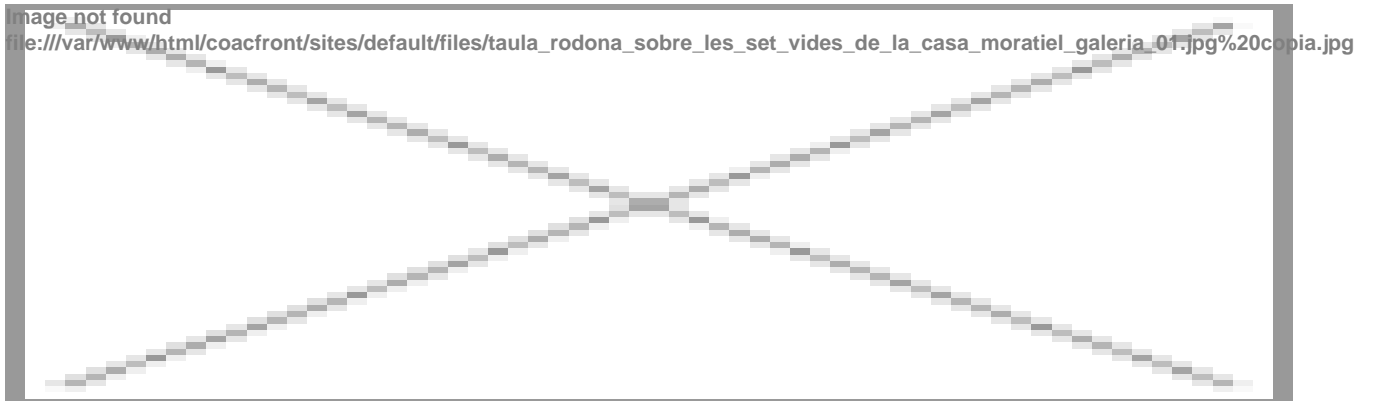 Image not found
file:///var/www/html/coacfront/sites/default/files/taula_rodona_sobre_les_set_vides_de_la_casa_moratiel_galeria_01.jpg%20copia.jpg